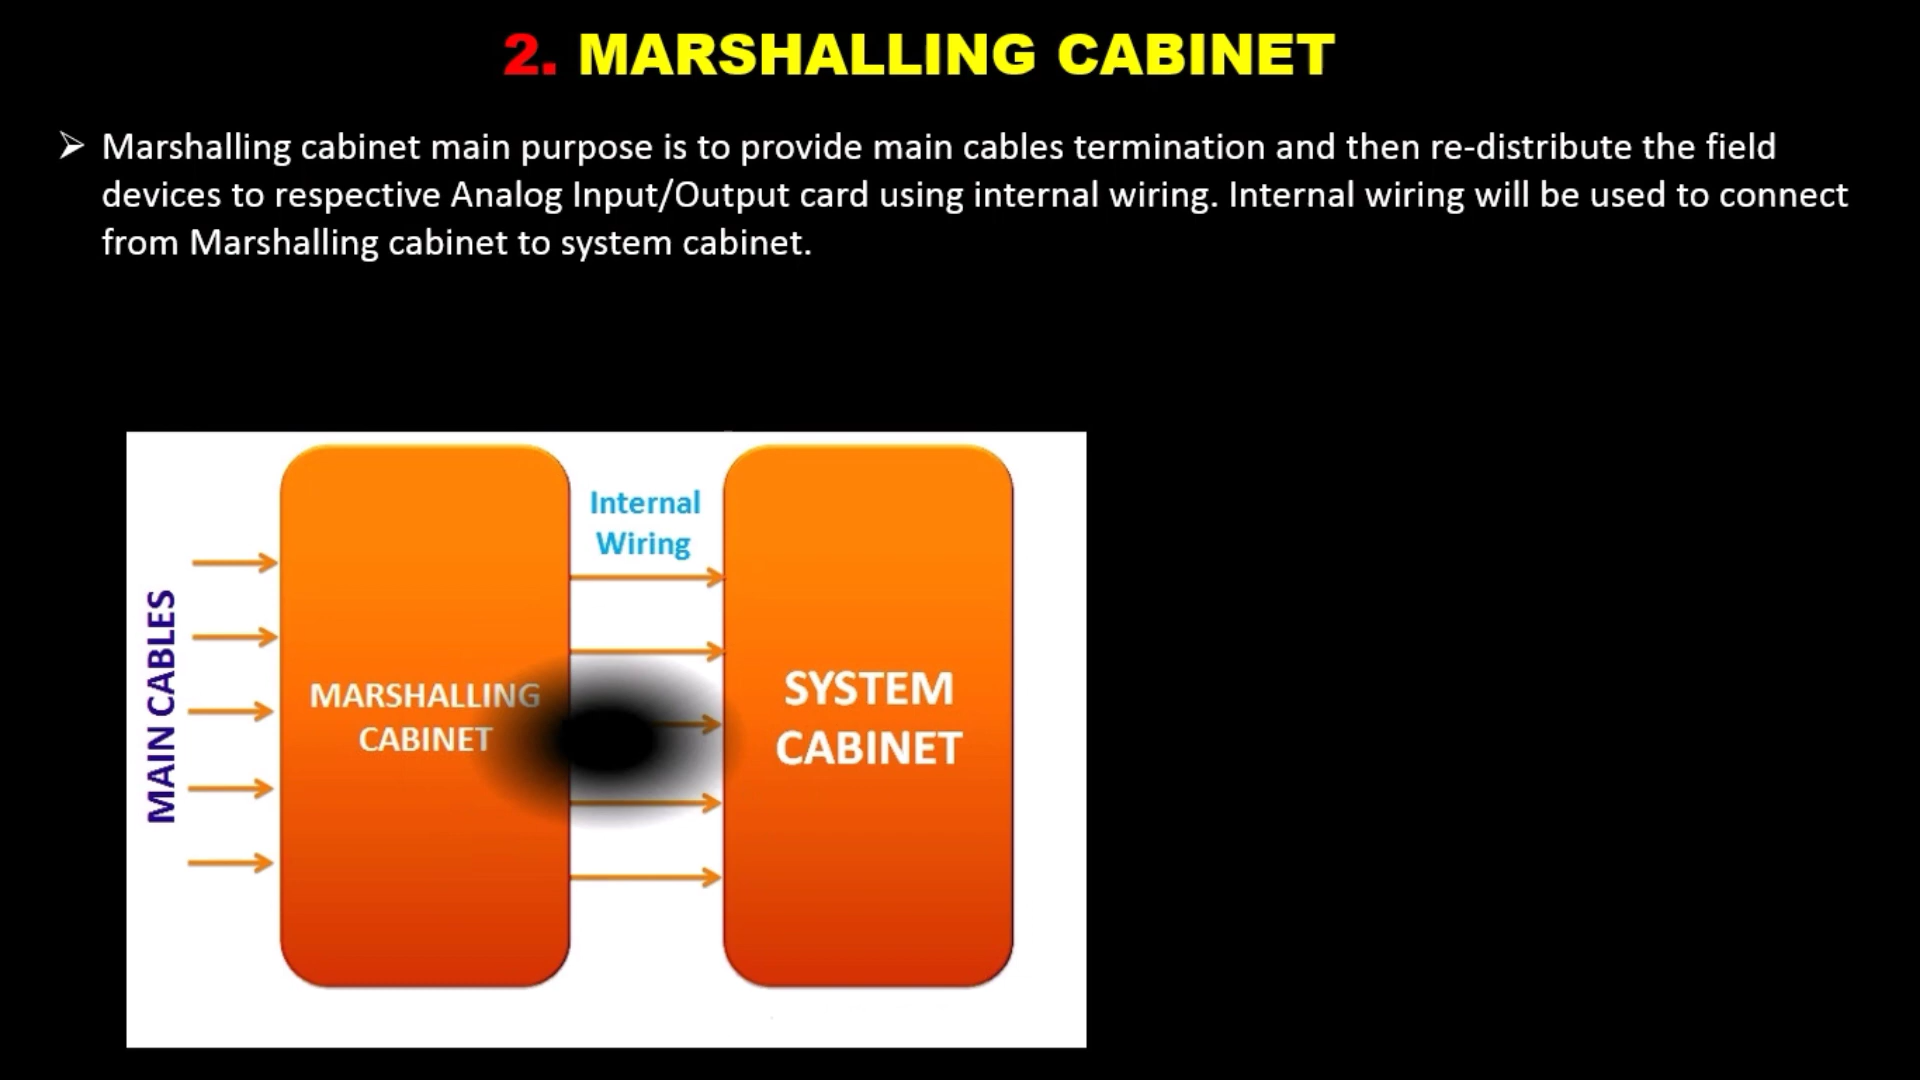 2. MARSHALLING CABINET
➢ Marshalling cabinet main purpose is to provide main cables termination and then re-distribute the field
devices to respective Analog Input/Output card using internal wiring. Internal wiring will be used to connect
from Marshalling cabinet to system cabinet.
MAIN CABLES
MARSHALLING
CABINET
Internal
Wiring
SYSTEM
CABINET